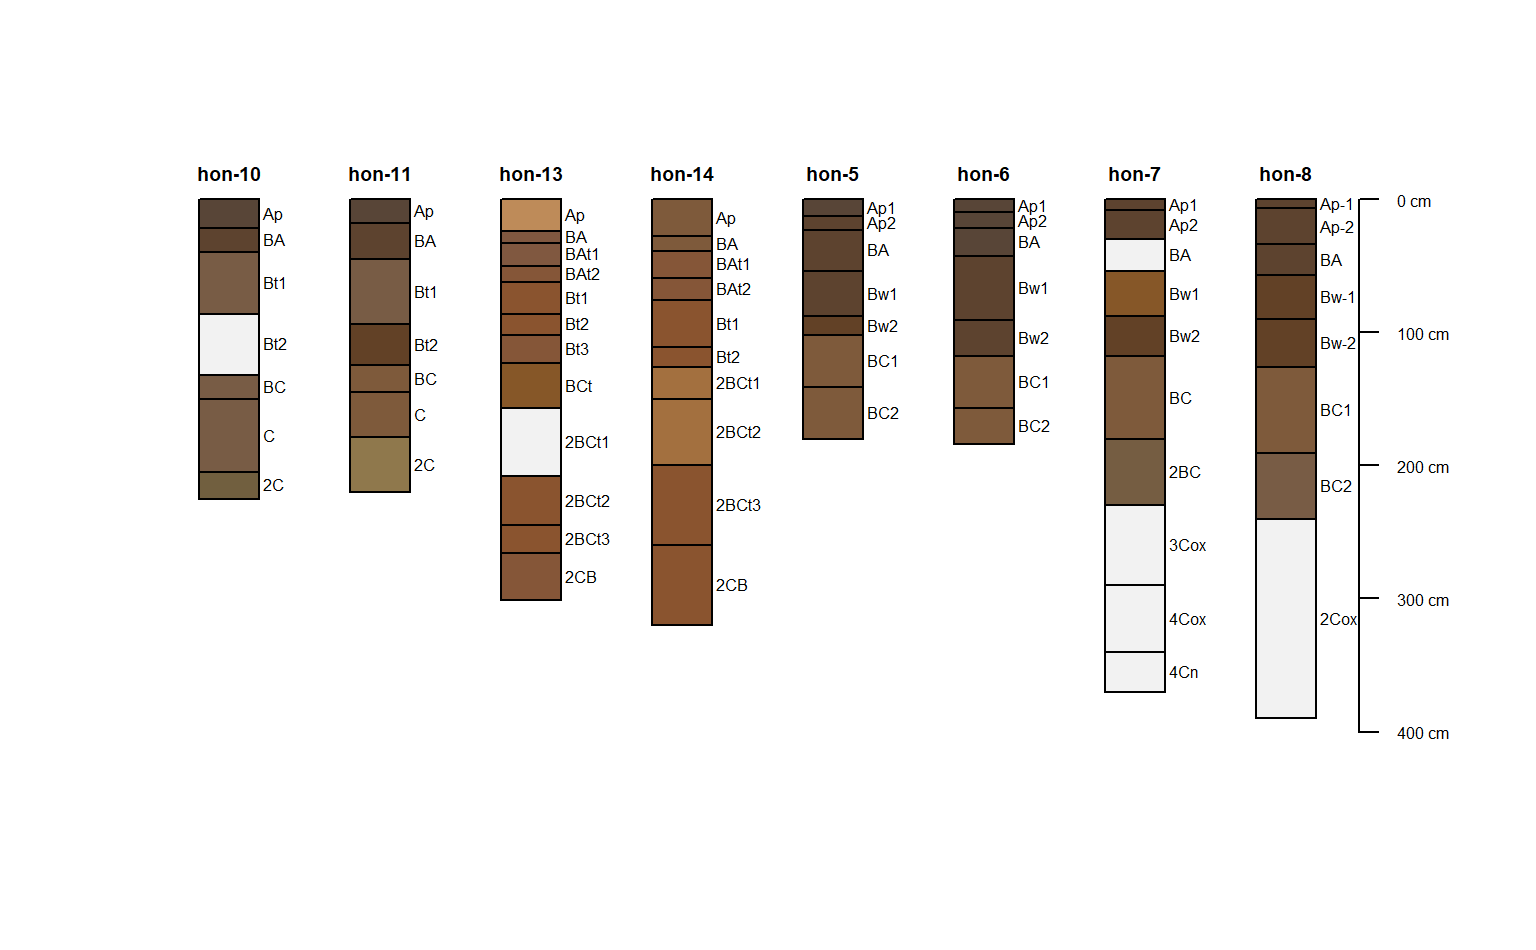 hon-10
hon-11
hon-13
hon-14
hon-5
hon-6
hon-7
hon-8
Ap
BA
Bt1
Bt2
BC
C
2C
Ap
BA
Bt1
Bt2
BC
C
2C
Ap
BA
BAt1
BAt2
Bt1
Bt2
Bt3
BCt
2BCt1
2BCt2
2BCt3
2CB
Ap
BA
BAt1
BAt2
Bt1
Bt2
2BCt1
2BCt2
2BCt3
2CB
Ap1
Ap2
BA
Bw1
Bw2
BC1
BC2
Ap1
Ap2
BA
Bw1
Bw2
BC1
BC2
Ap1
Ap2
BA
Bw1
Bw2
BC
2BC
3Cox
4Cox
4Cn
Ap-1
Ap-2
BA
Bw-1
Bw-2
BC1
BC2
2Cox
0 cm
100 cm
200 cm
300 cm
400 cm